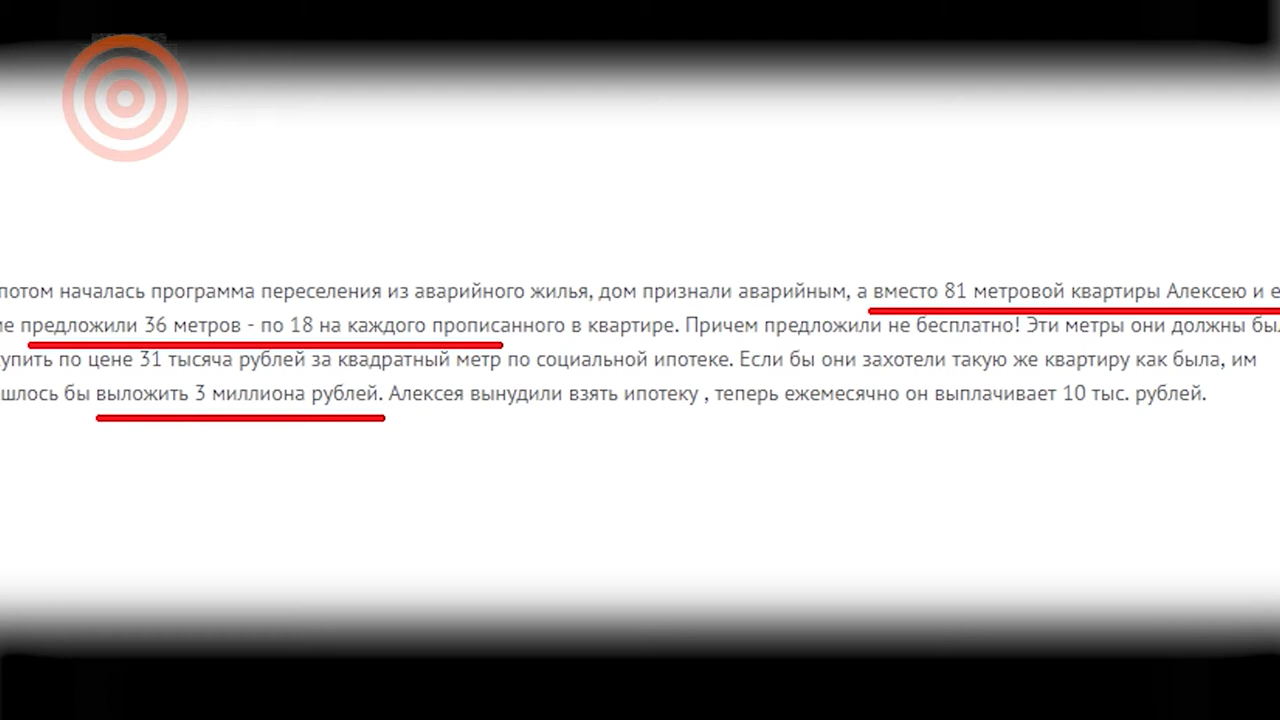 потом началась программа переселения из аварийного жилья, дом признали аварийным, а вместо 81 метровой квартиры Алексею и
предложили 36 метров - по 18 на каждого прописанного в квартире. Причем предложили не бесплатно! Эти метры они должны
по цене 31 тысяча рублей за квадратный метр по социальной ипотеке. Если бы они захотели такую же квартиру как была, им
бы выложить 3 миллиона рублей. Алексея вынудили взять ипотеку , теперь ежемесячно он выплачивает 10 тыс. рублей.